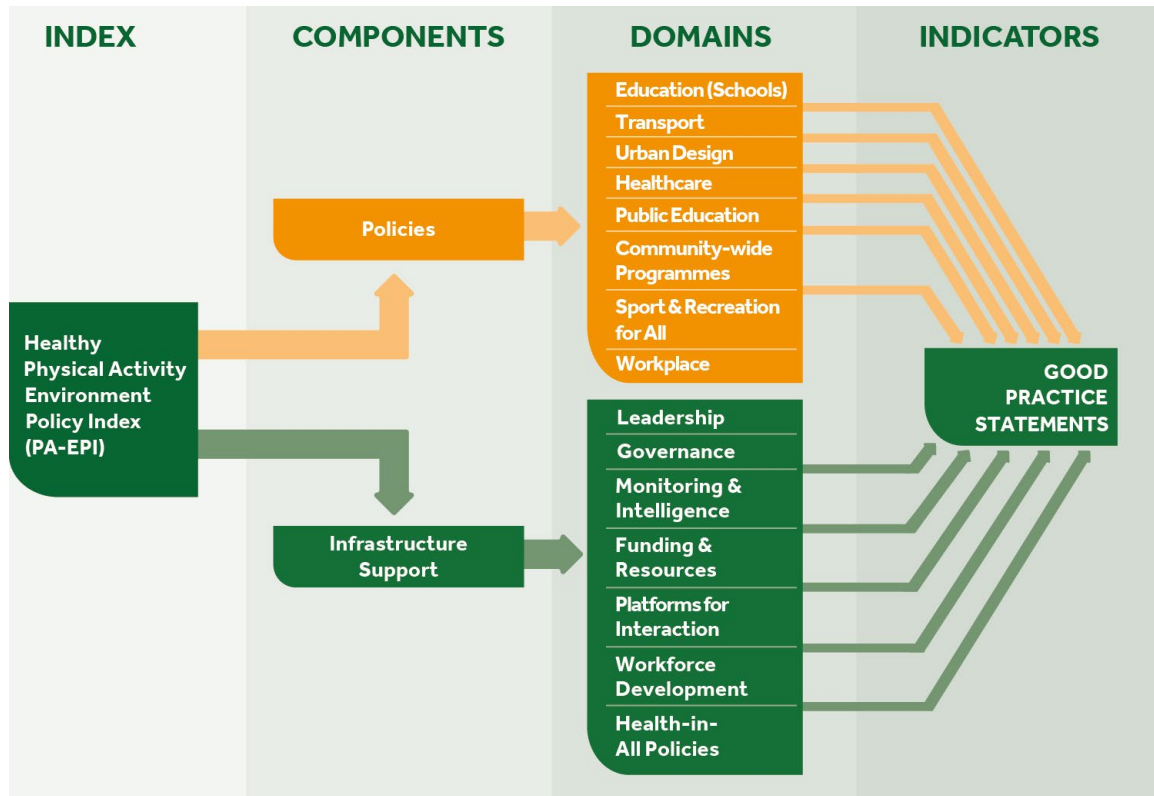 INDEX
COMPONENTS
DOMAINS
INDICATORS
Healthy
Physical Activity
Environment
Policy Index
(PA-EPI)
Policies
Infrastructure
Support
Education (Schools)
Transport
Urban Design
Healthcare
Public Education
Community-wide
Programmes
Sport & Recreation
for All
Workplace
Leadership
Governance
Monitoring &
Intelligence
Funding &
Resources
Platforms for
Interaction
Workforce
Development
Health-in-
All Policies
GOOD
PRACTICE
STATEMENTS